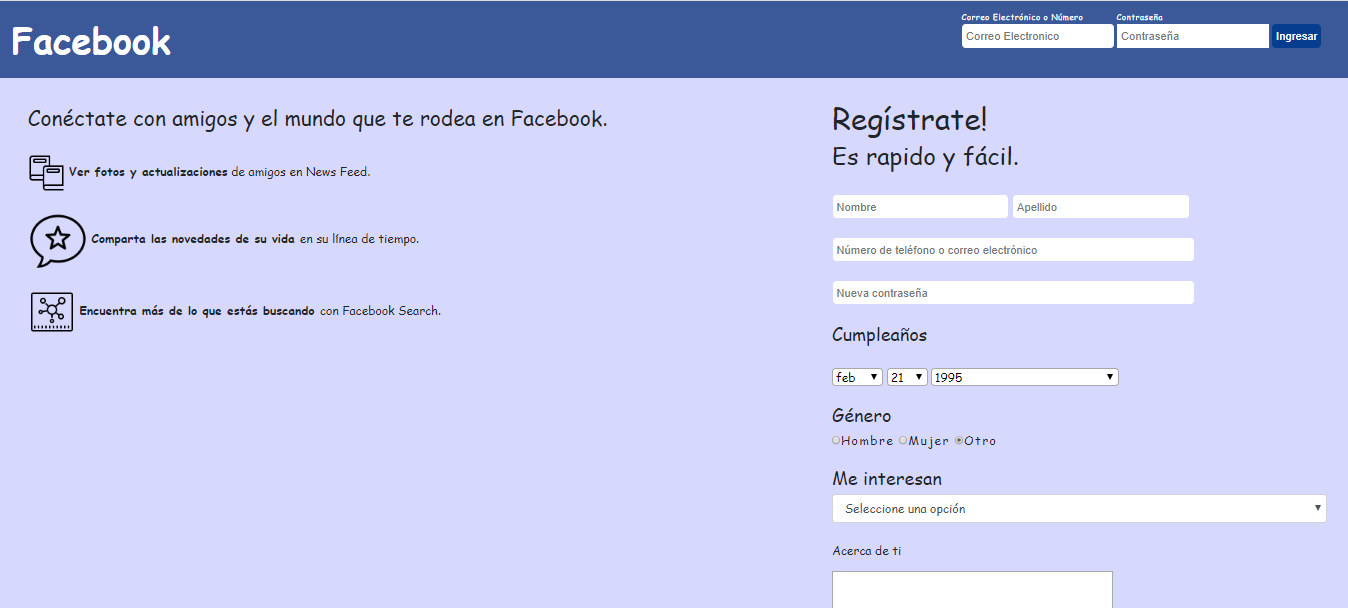 Facebook
Correo Electrónico o Número Contraseña
Correo Electronico Contraseña Ingresar
Conéctate con amigos y el mundo que te rodea en Facebook.
Ver fotos y actualizaciones de amigos en News Feed.
Comparta las novedades de su vida en su línea de tiempo.
Encuentra más de lo que estás buscando con Facebook Search.
Regístrate!
Es rapido y fácil.
Nombre Apellido
Número de teléfono o correo electrónico
Nueva contraseña
Cumpleaños
feb 21 1995
Género
Hombre Mujer Otro
Me interesan
Seleccione una opción
Acerca de ti